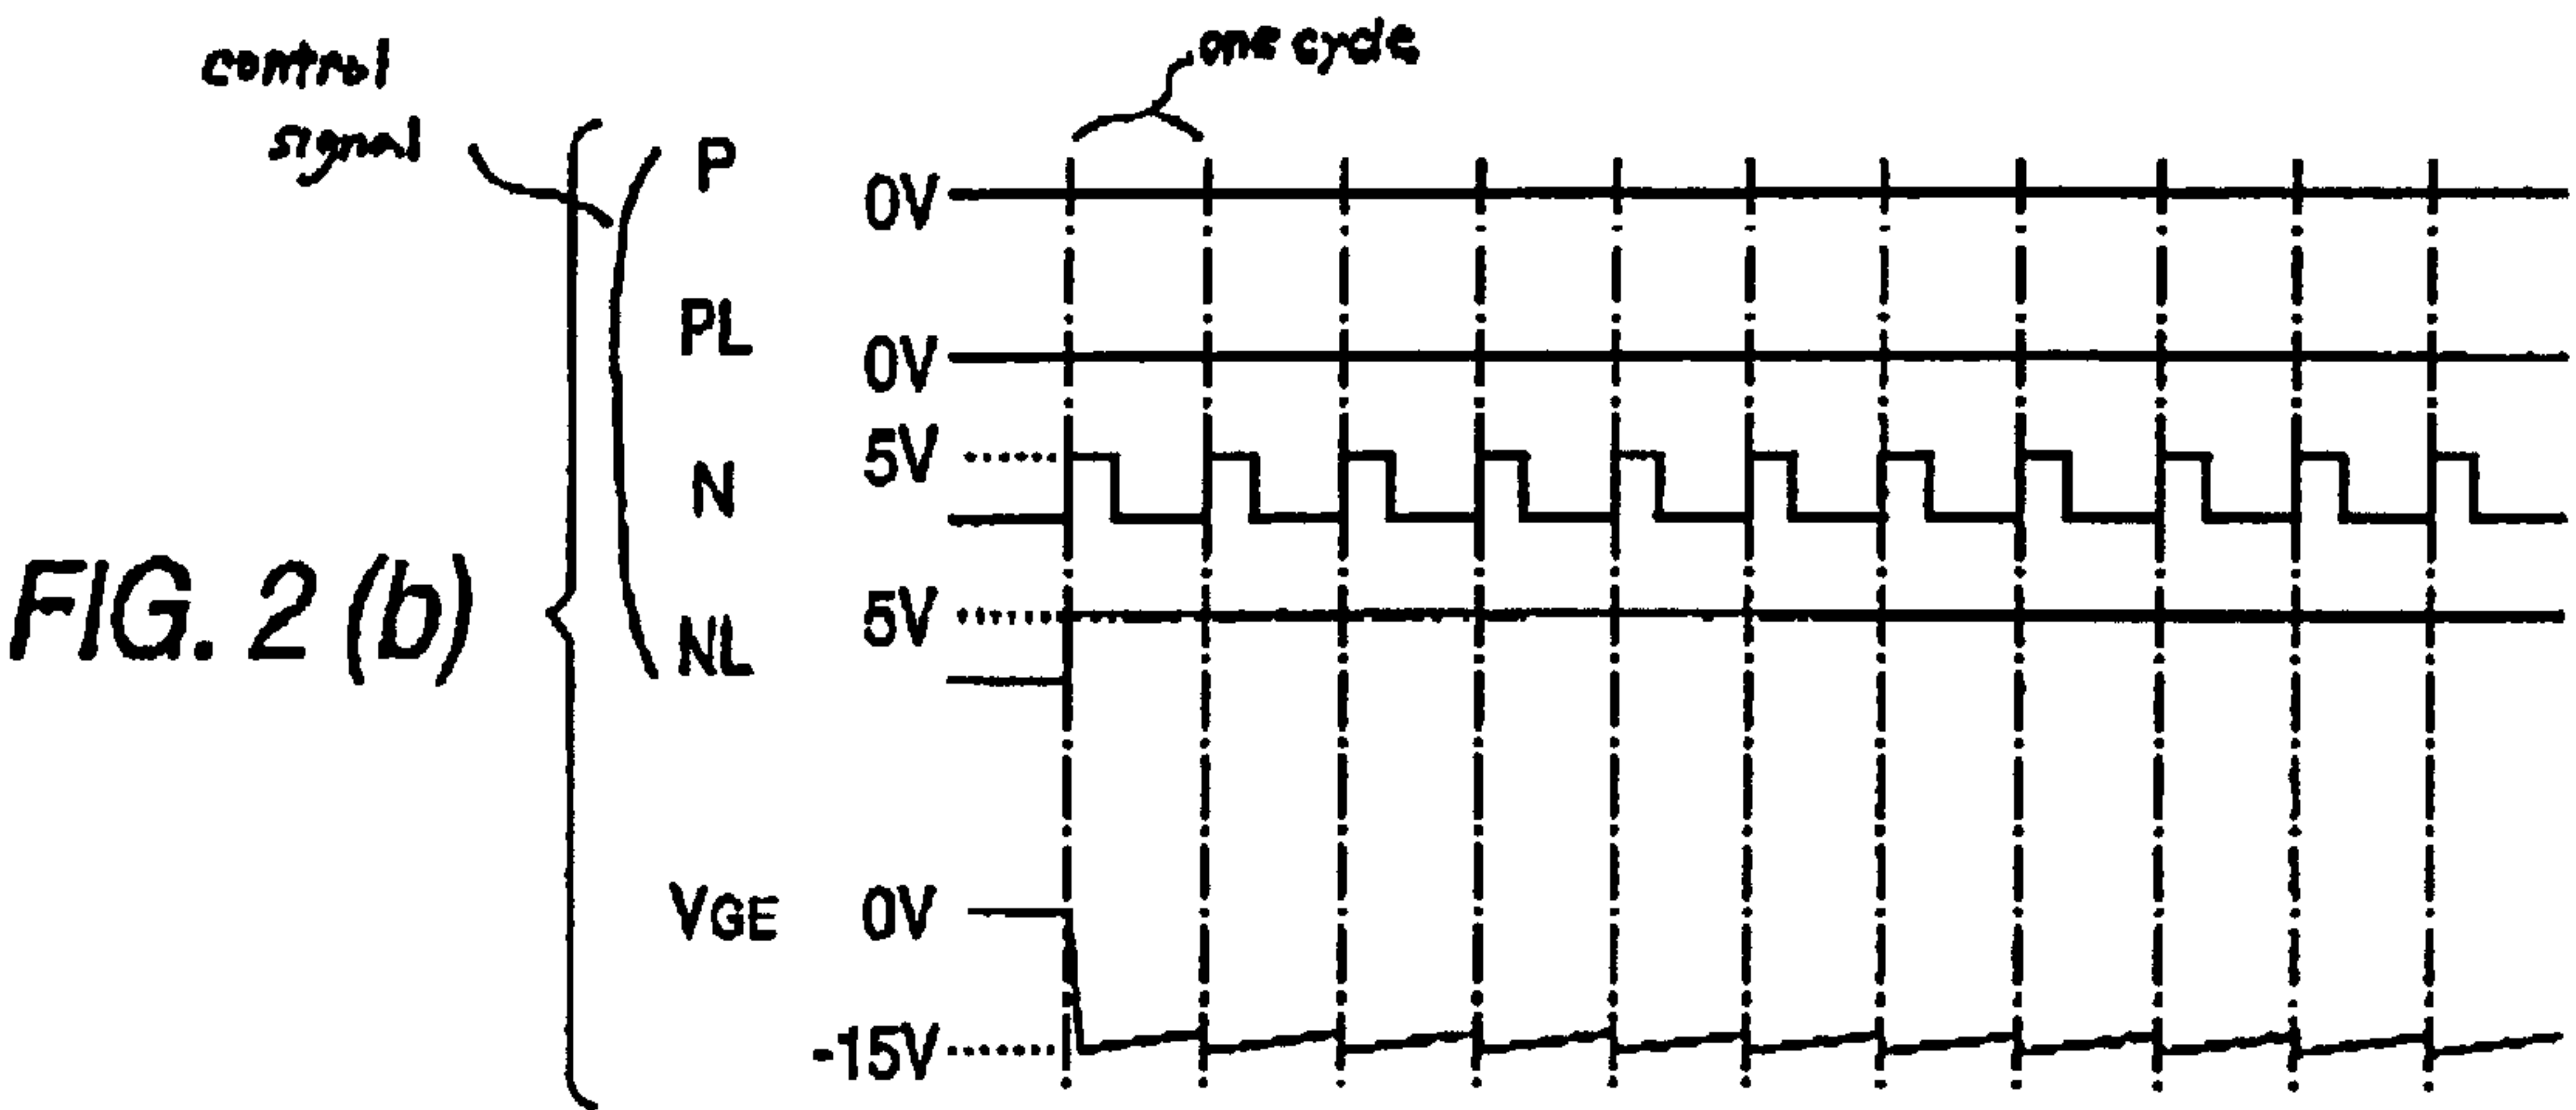 control
signal
one cycle
P
0V
PL
0V
5V
N
5V
NL
VGE 0V
-15V
FIG. 2 (b)